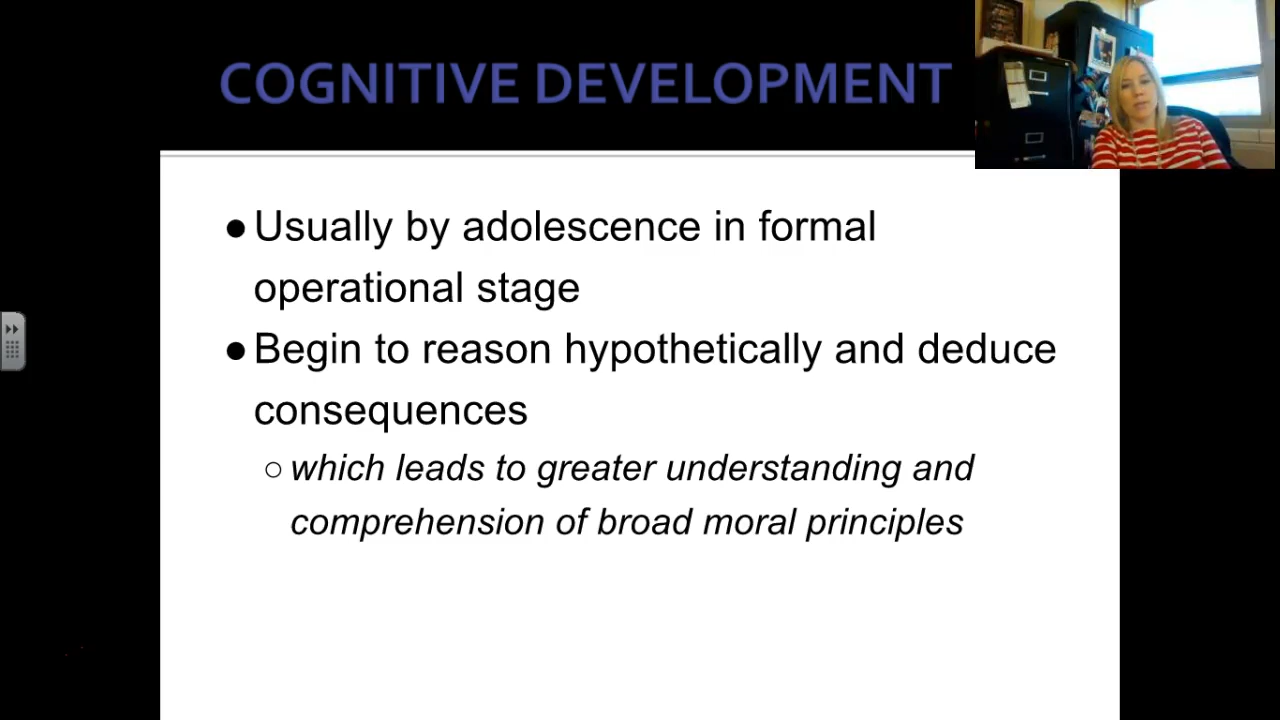 COGNITIVE DEVELOPMENT
● Usually by adolescence in formal
operational stage
● Begin to reason hypothetically and deduce
consequences
○ which leads to greater understanding and
comprehension of broad moral principles